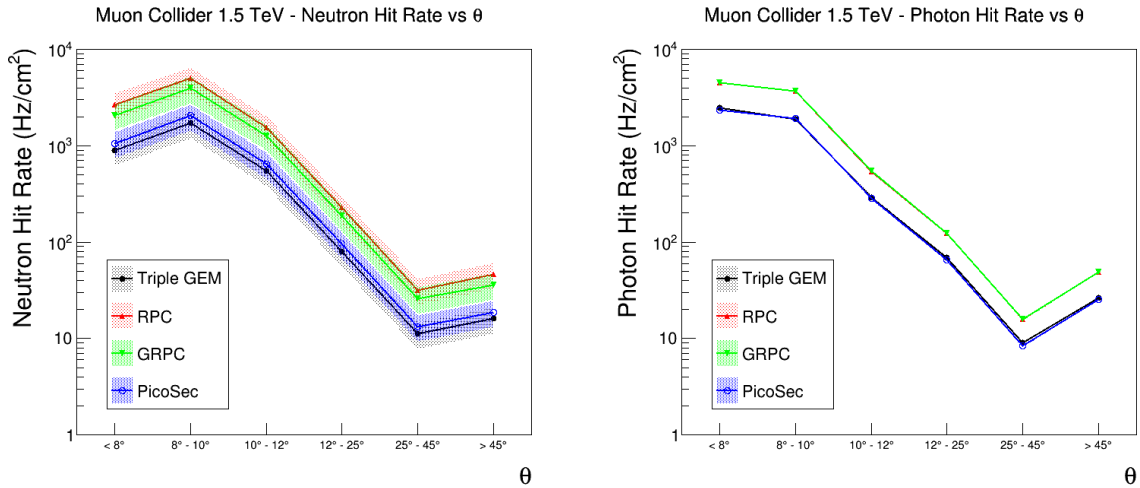 Muon Collider 1.5 TeV - Neutron Hit Rate vs θ
Neutron Hit Rate (Hz/cm²)
10⁴
10³
10²
10
1
Triple GEM
RPC
GRPC
PicoSec
< 8° 8° - 10° 10° - 12° 12° - 25° 25° - 45° > 45°
θ
Muon Collider 1.5 TeV - Photon Hit Rate vs θ
Photon Hit Rate (Hz/cm²)
10⁴
10³
10²
10
1
Triple GEM
RPC
GRPC
PicoSec
< 8° 8° - 10° 10° - 12° 12° - 25° 25° - 45° > 45°
θ